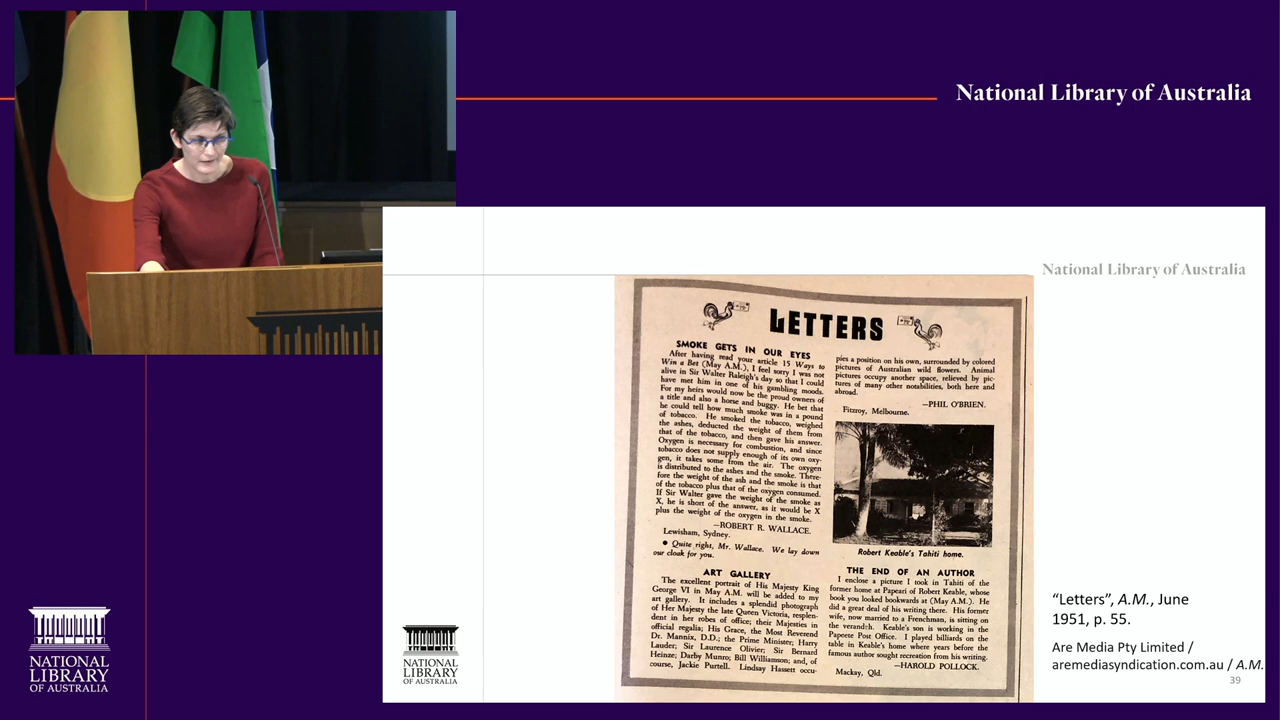 National Library of Australia
National Library of Australia
LETTERS
SMOKE GETS IN OUR EYES
After having read your article 15 Ways to
Win a Bet (May A.M.), I feel sorry I was not
alive in Sir Walter Raleigh's day so that I could
have met him in one of his gambling moods.
For my heirs would now be the proud owners of
a title and also a horse and buggy. He bet that
he could tell how much smoke was in a pound
of tobacco. He smoked the tobacco, weighed
the ashes, deducted the weight of them from
that of the tobacco, and then gave his answer.
Oxygen is necessary for combustion, and since
tobacco does not supply enough of its own oxy-
gen, it takes some from the air. The oxygen
is distributed to the ashes and the smoke. There-
fore the weight of the ash and the smoke is that
of the tobacco plus that of the oxygen consumed.
If Sir Walter gave the weight of the smoke as
X, he is short of the answer, as it would be X
plus the weight of the oxygen in the smoke.
—ROBERT R. WALLACE.
Lewisham, Sydney.
● Quite right, Mr. Wallace. We lay down
our cloak for you.
ART GALLERY
The excellent portrait of His Majesty King
George VI in May A.M. will be added to my
art gallery. It includes a splendid photograph
of Her Majesty the late Queen Victoria, resplen-
dent in her robes of office; their Majesties in
official regalia; His Grace, the Most Reverend
Dr. Mannix, D.D.; the Prime Minister; Harry
Lauder; Sir Laurence Olivier; Sir Bernard
Heinze; Darby Munro; Bill Williamson; and, of
course, Jackie Purtell. Lindsay Hassett occu-
pies a position on his own, surrounded by colored
pictures of Australian wild flowers. Animal
pictures occupy another space, relieved by pic-
tures of many other notabilities, both here and
abroad.
—PHIL O'BRIEN.
Fitzroy, Melbourne.
Robert Keable's Tahiti home.
THE END OF AN AUTHOR
I enclose a picture I took in Tahiti of the
former home at Papeari of Robert Keable, whose
book you looked bookwards at (May A.M.). He
did a great deal of his writing there. His former
wife, now married to a Frenchman, is sitting on
the verandah. Keable's son is working in the
Papeete Post Office. I played billiards on the
table in Keable's home where years before the
famous author sought recreation from his writing.
—HAROLD POLLOCK.
Mackay, Qld.
"Letters", A.M., June
1951, p. 55.
Are Media Pty Limited /
aremediasyndication.com.au / A.M.
39
NATIONAL
LIBRARY
OF AUSTRALIA
NATIONAL
LIBRARY
OF AUSTRALIA